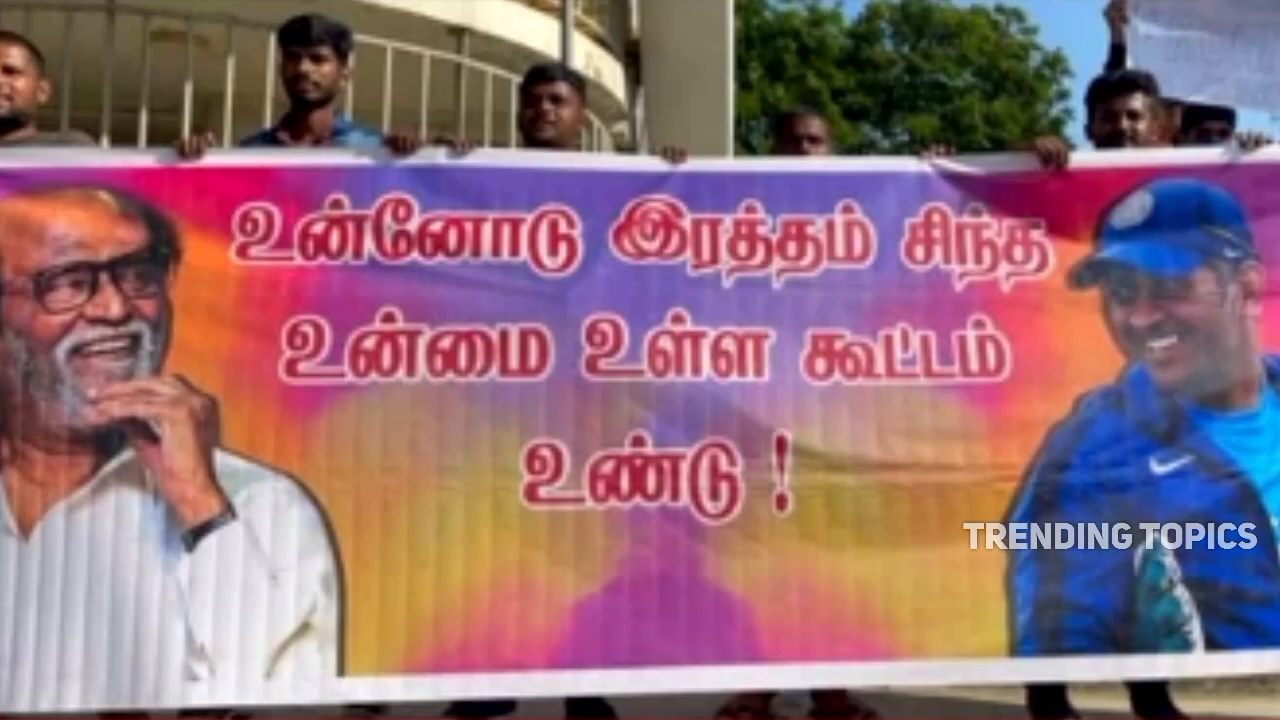 உன்னோடு இரத்தம் சிந்த
உன்மை உள்ள கூட்டம்
உண்டு !
TRENDING TOPICS